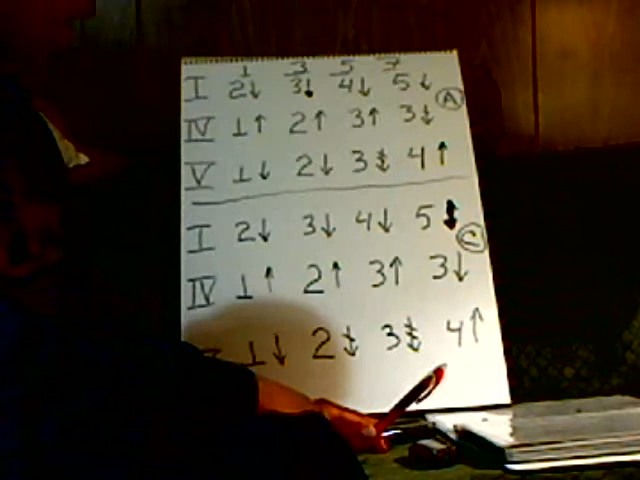 1 3 5 7
I 2↓ 3↓ 4↓ 5↓ Ⓐ
IV 1↑ 2↑ 3↑ 3⇟
V 1↓ 2↓ 3⇟ 4↑
I 2↓ 3↓ 4↓ 5↕ Ⓒ
IV 1↑ 2↑ 3↑ 3↓
1↓ 2⇟ 3⇟ 4↑